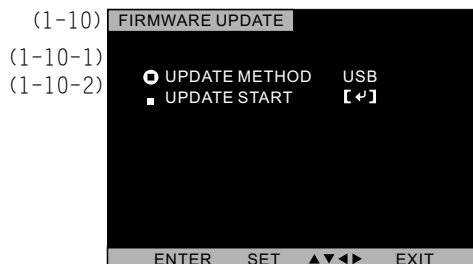 (1-10) FIRMWARE UPDATE
(1-10-1)
(1-10-2)
UPDATE METHOD USB
UPDATE START [↵]
ENTER SET ▲▼◀▶ EXIT